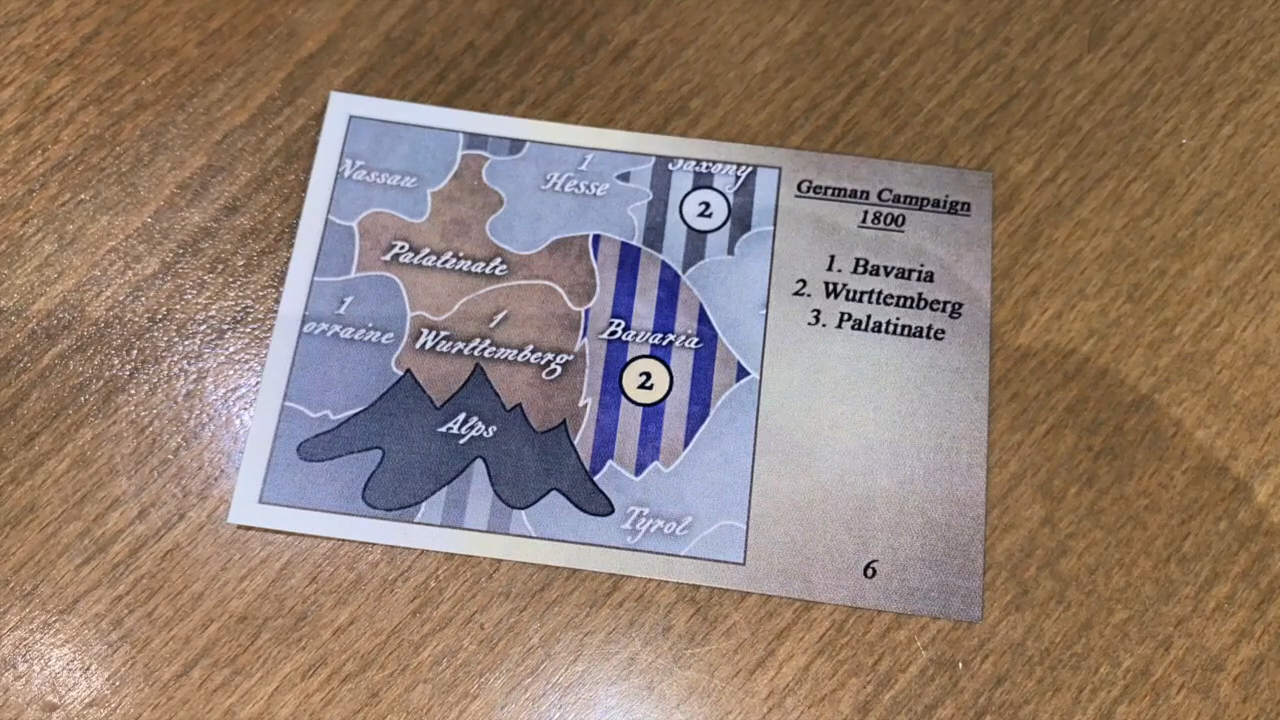 Nassau
1
Hesse
Saxony
2
Palatinate
1
orraine
1
Wurttemberg
Bavaria
2
Alps
Tyrol
German Campaign
1800
1. Bavaria
2. Wurttemberg
3. Palatinate
6